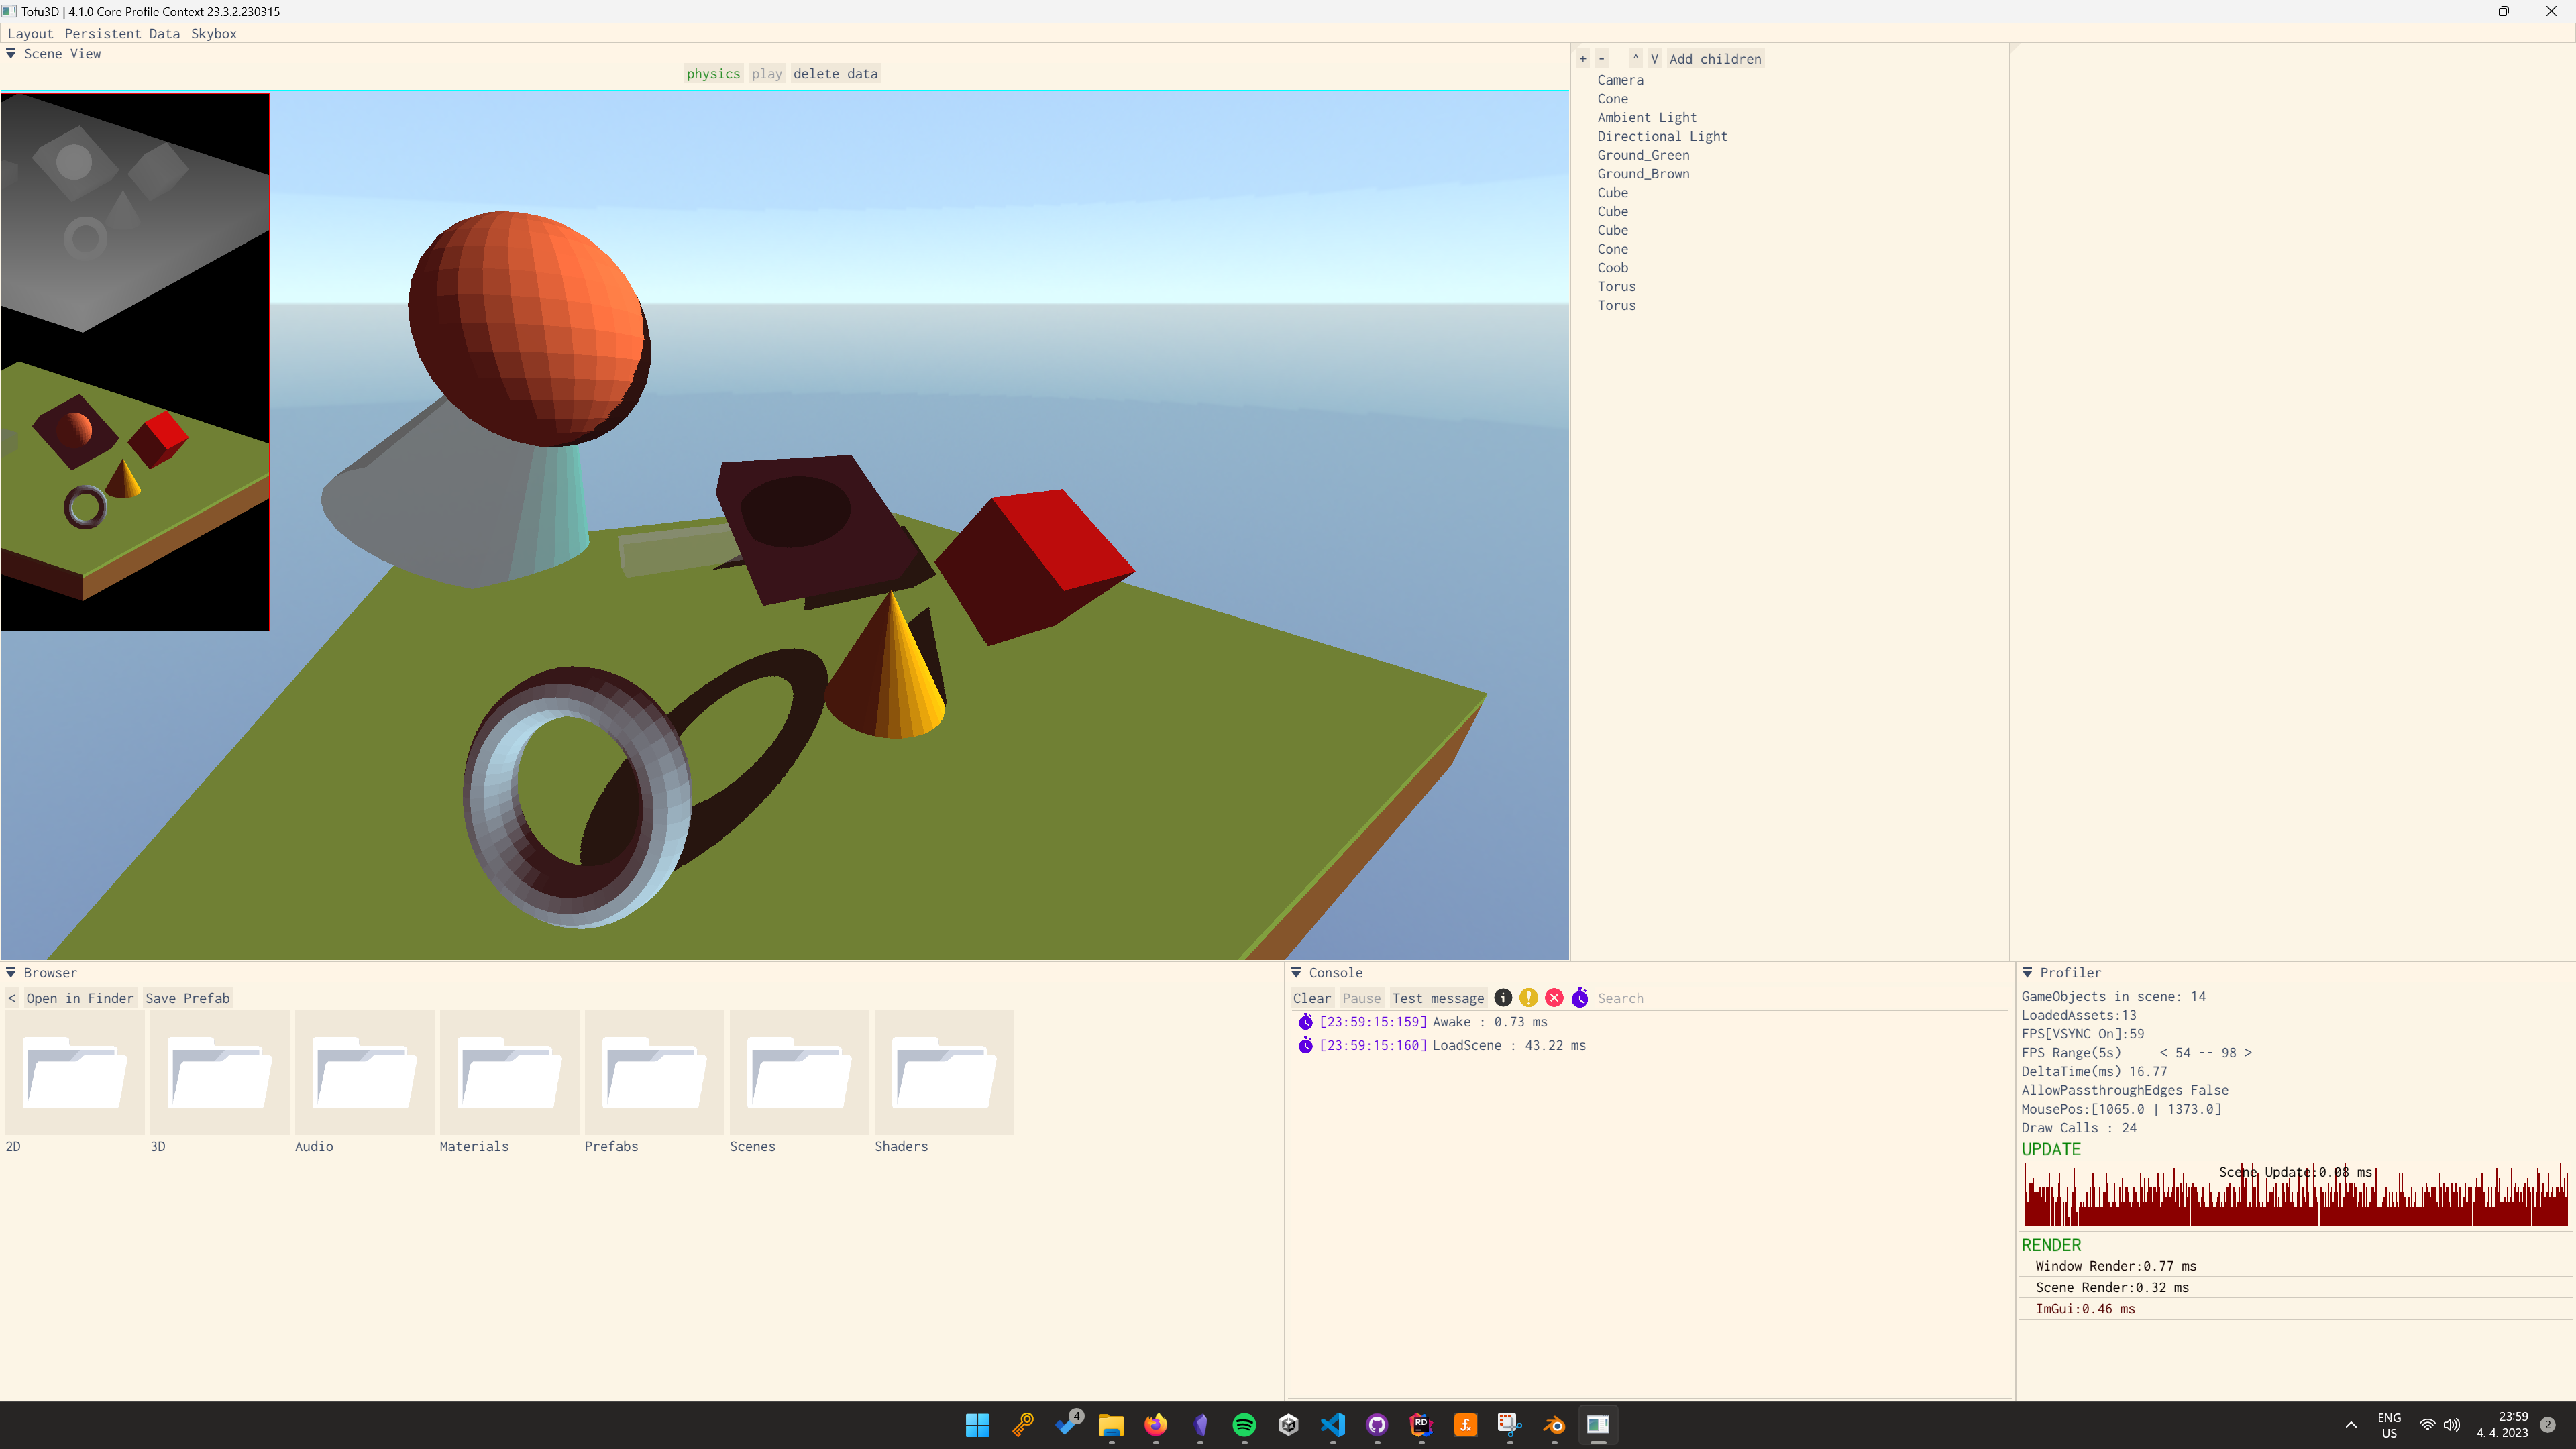 Tofu3D | 4.1.0 Core Profile Context 23.3.2.230315
Layout Persistent Data Skybox
Scene View
physics play delete data
+ - ^ V Add children
Camera
Cone
Ambient Light
Directional Light
Ground_Green
Ground_Brown
Cube
Cube
Cube
Cone
Coob
Torus
Torus
Browser
< Open in Finder Save Prefab
2D 3D Audio Materials Prefabs Scenes Shaders
Console
Clear Pause Test message Search
[23:59:15:159] Awake : 0.73 ms
[23:59:15:160] LoadScene : 43.22 ms
Profiler
GameObjects in scene: 14
LoadedAssets:13
FPS[VSYNC On]:59
FPS Range(5s) < 54 -- 98 >
DeltaTime(ms) 16.77
AllowPassthroughEdges False
MousePos:[1065.0 | 1373.0]
Draw Calls : 24
UPDATE
Scene Update:0.08 ms
RENDER
Window Render:0.77 ms
Scene Render:0.32 ms
ImGui:0.46 ms
4
RD
ENG
US
23:59
4. 4. 2023
2